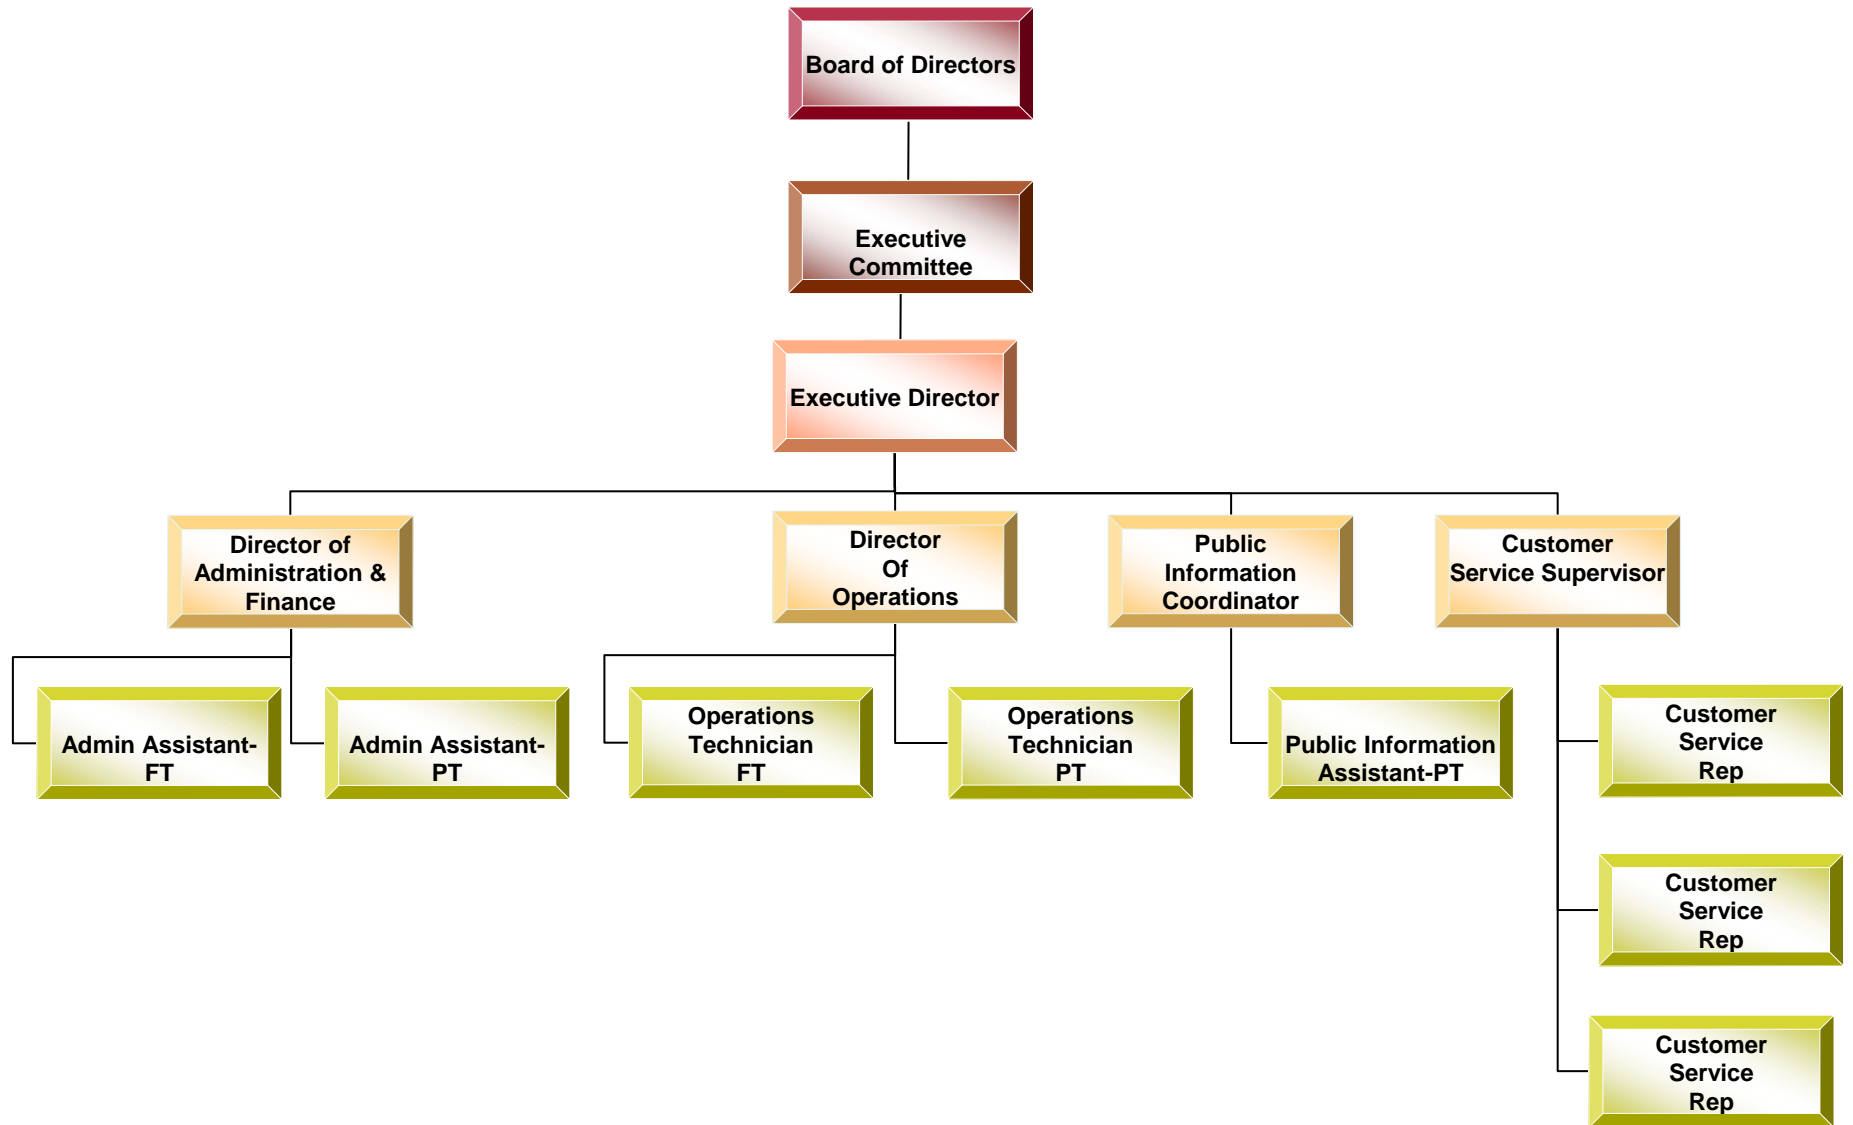 Board of Directors
Executive
Committee
Executive Director
Director of
Administration &
Finance
Director
Of
Operations
Public
Information
Coordinator
Customer
Service Supervisor
Admin Assistant-
FT
Admin Assistant-
PT
Operations
Technician
FT
Operations
Technician
PT
Public Information
Assistant-PT
Customer
Service
Rep
Customer
Service
Rep
Customer
Service
Rep